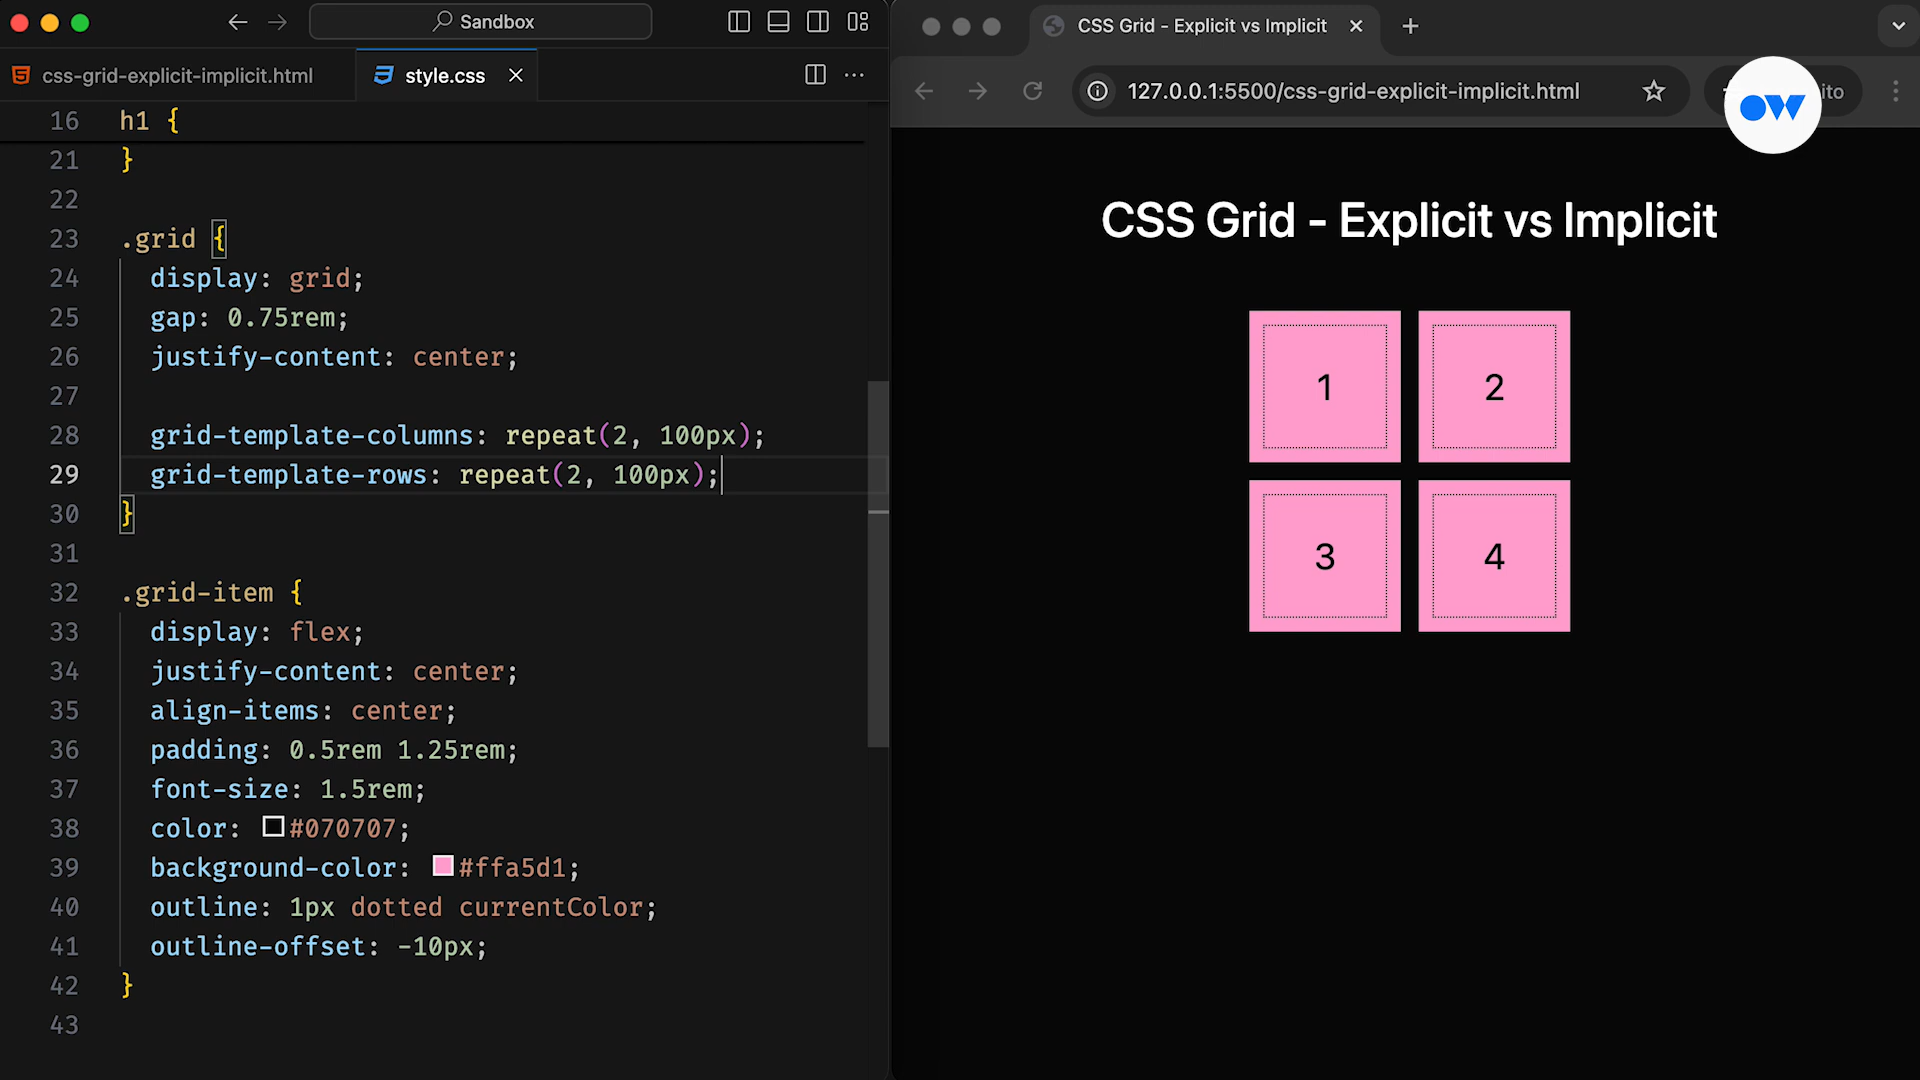 Sandbox
css-grid-explicit-implicit.html
style.css
16 h1 {
21 }
22
23 .grid {
24 display: grid;
25 gap: 0.75rem;
26 justify-content: center;
27
28 grid-template-columns: repeat(2, 100px);
29 grid-template-rows: repeat(2, 100px);
30 }
31
32 .grid-item {
33 display: flex;
34 justify-content: center;
35 align-items: center;
36 padding: 0.5rem 1.25rem;
37 font-size: 1.5rem;
38 color: #070707;
39 background-color: #ffa5d1;
40 outline: 1px dotted currentColor;
41 outline-offset: -10px;
42 }
43
CSS Grid - Explicit vs Implicit
127.0.0.1:5500/css-grid-explicit-implicit.html
ow
ito
CSS Grid - Explicit vs Implicit
1 2
3 4